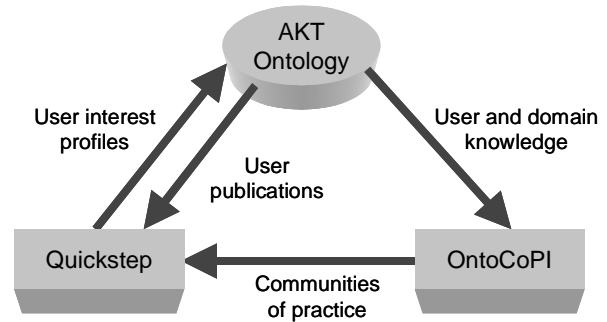 AKT
Ontology
User interest
profiles
User and domain
knowledge
User
publications
Quickstep
OntoCoPI
Communities
of practice